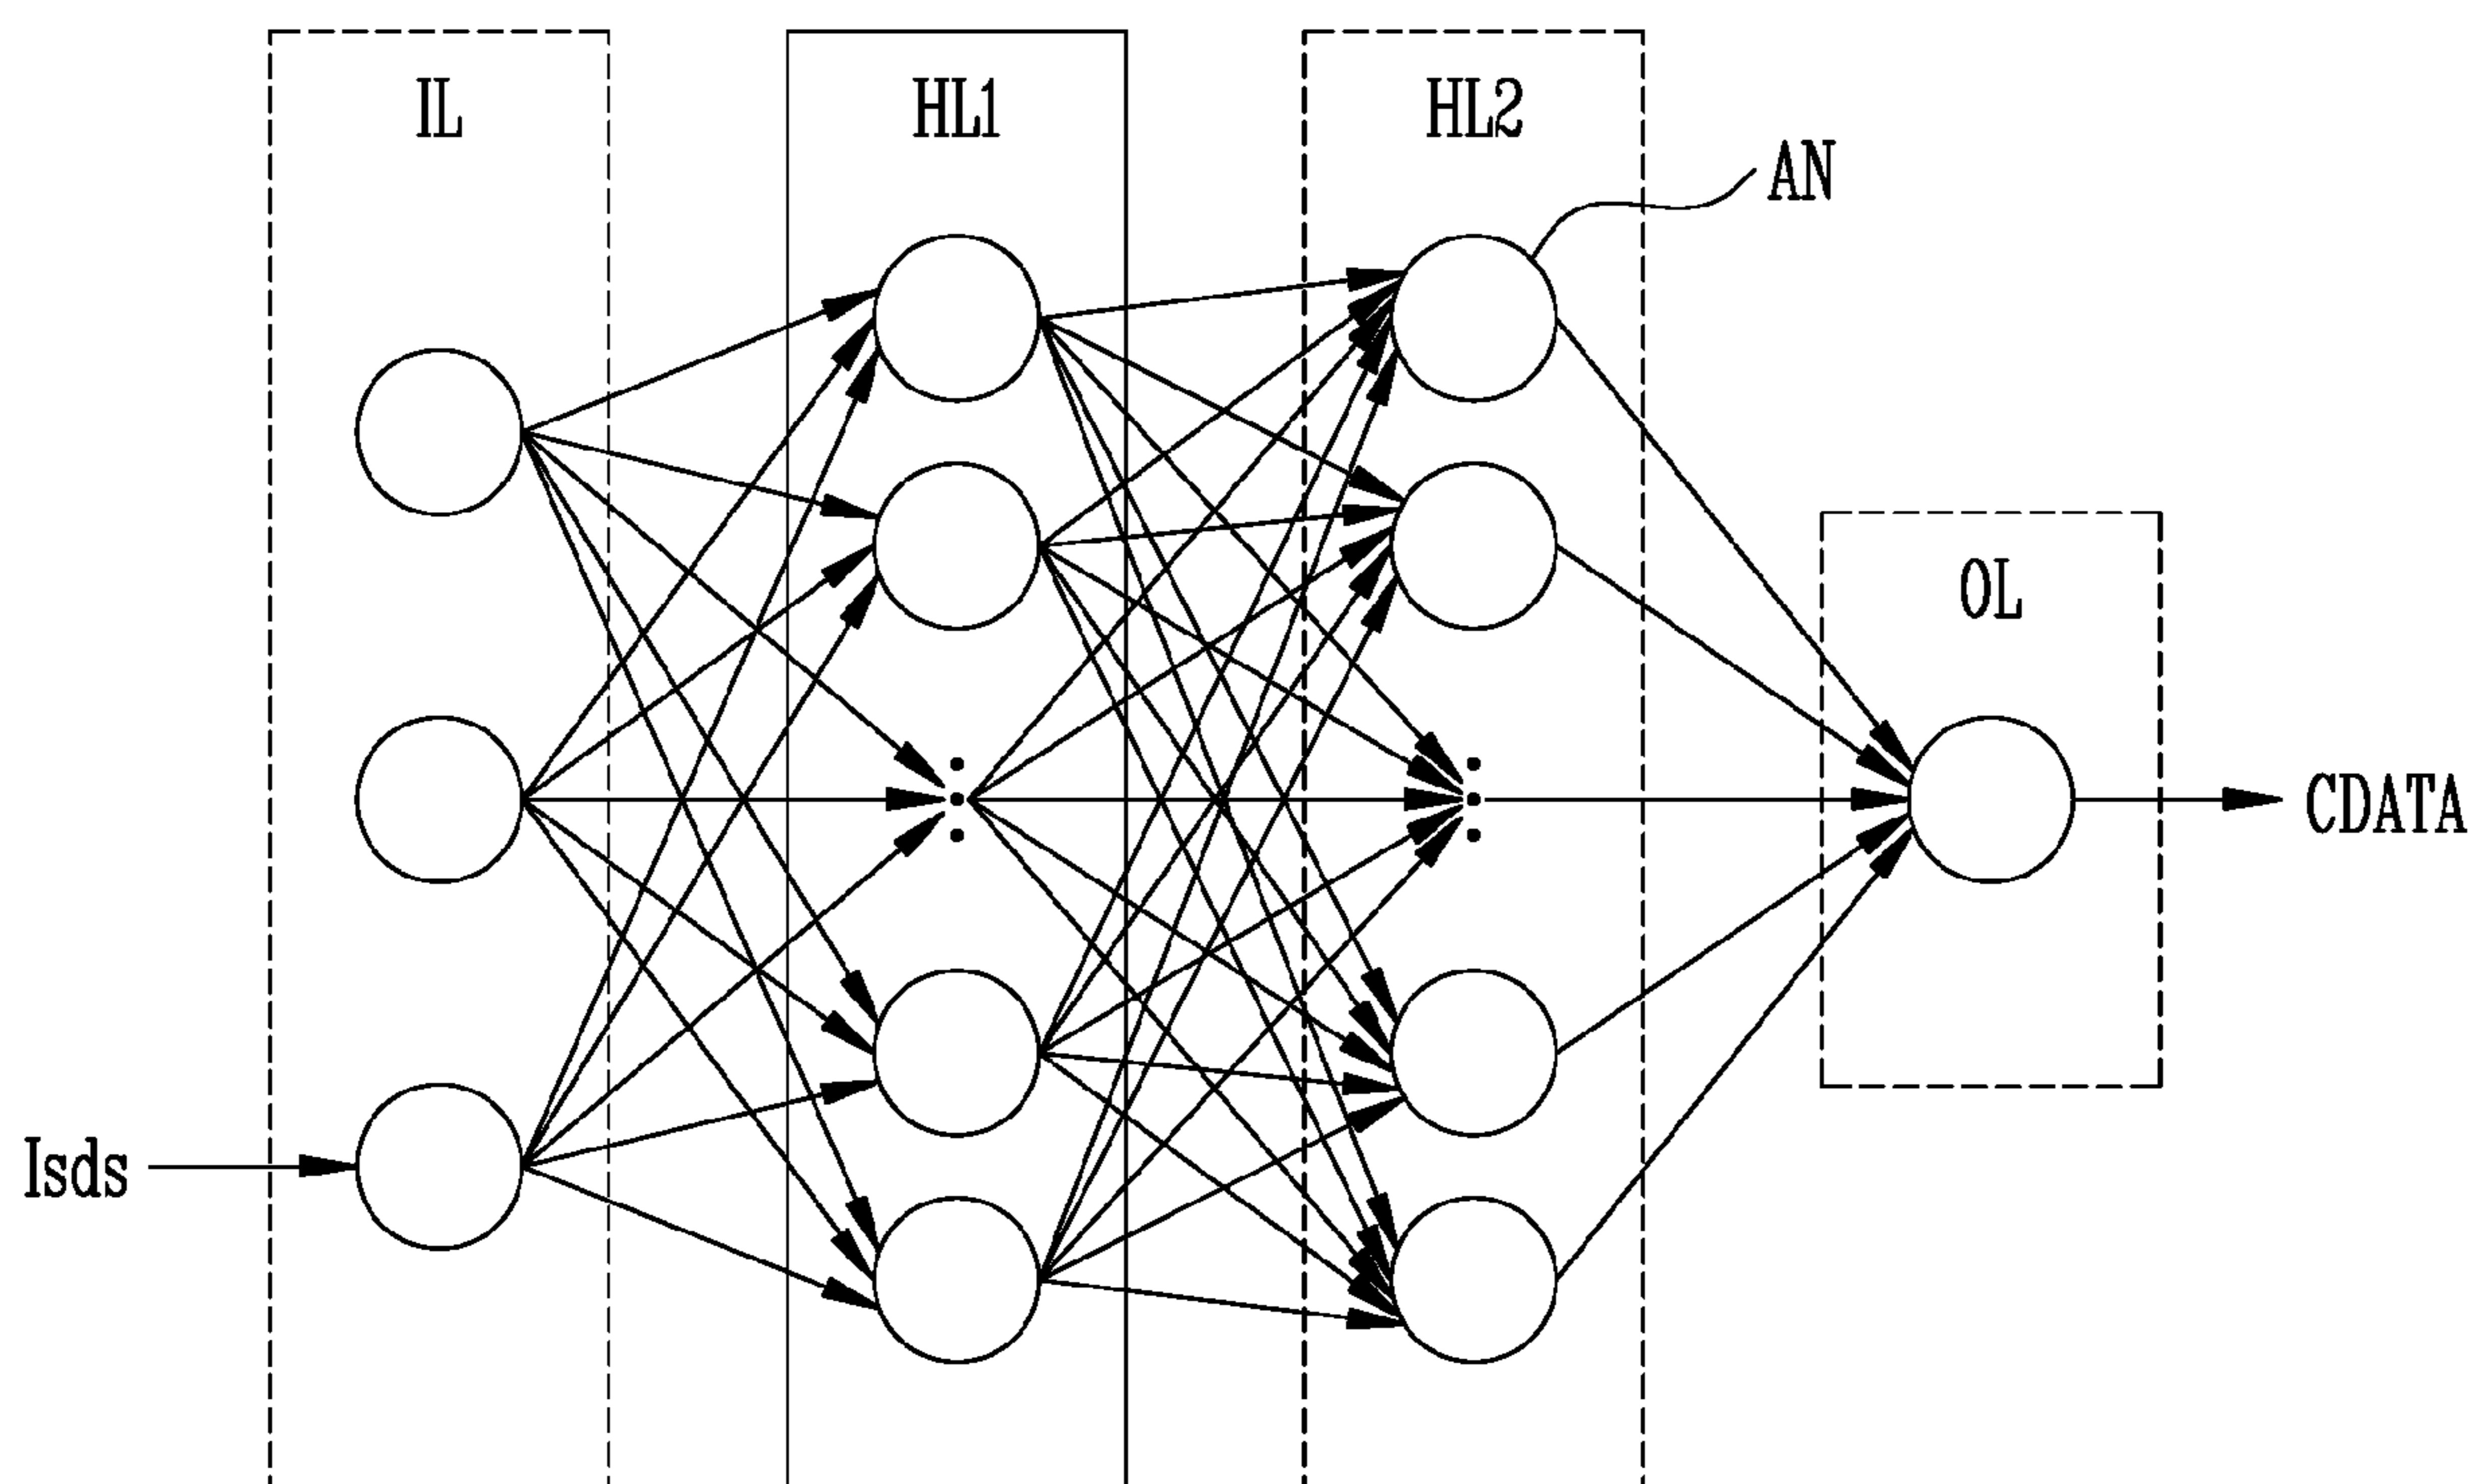 IL
HL1
HL2
AN
OL
CDATA
Isds